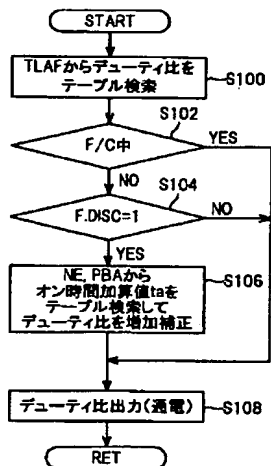 START
TLAFからデューティ比を
テーブル検索
S100
S102
F/C中
YES
NO
S104
F.DISC=1
NO
YES
NE、PBAから
オン時間加算値taを
テーブル検索して
デューティ比を増加補正
S106
デューティ比出力(通電)
S108
RET